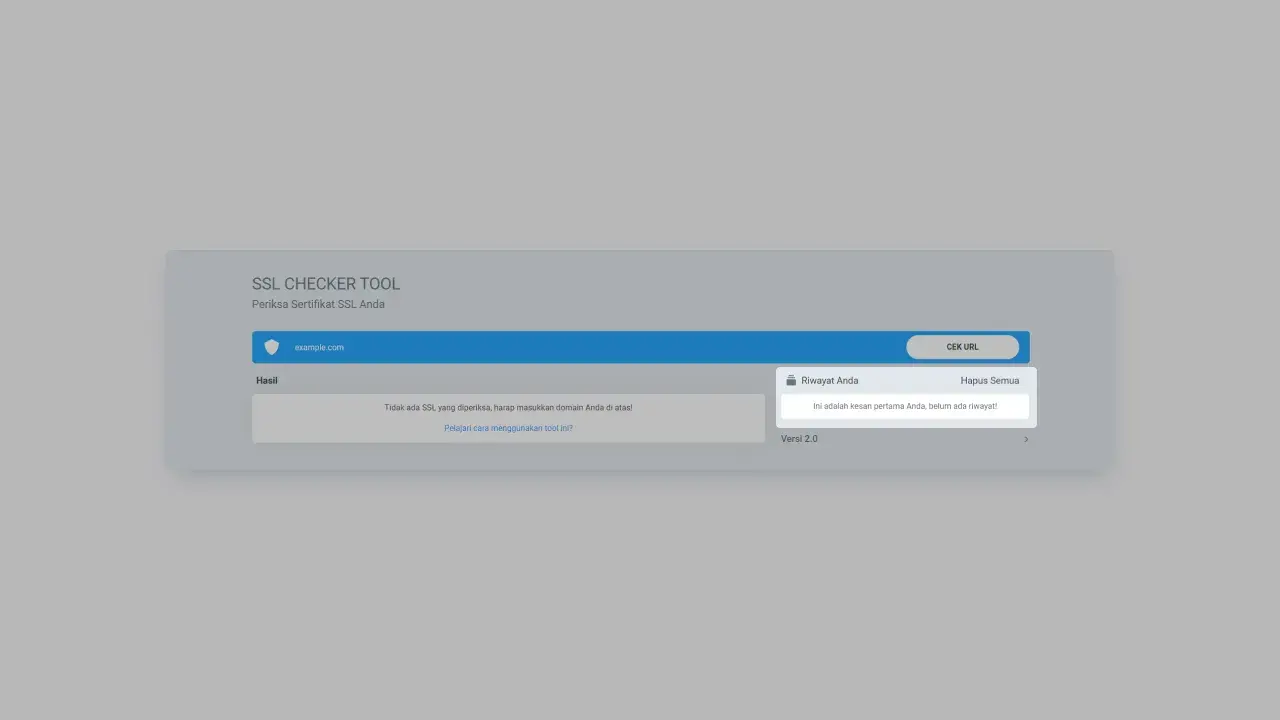 SSL CHECKER TOOL
Periksa Sertifikat SSL Anda
example.com
CEK URL
Hasil
Tidak ada SSL yang diperiksa, harap masukkan domain Anda di atas!
Pelajari cara menggunakan tool ini?
Riwayat Anda
Hapus Semua
Ini adalah kesan pertama Anda, belum ada riwayat!
Versi 2.0